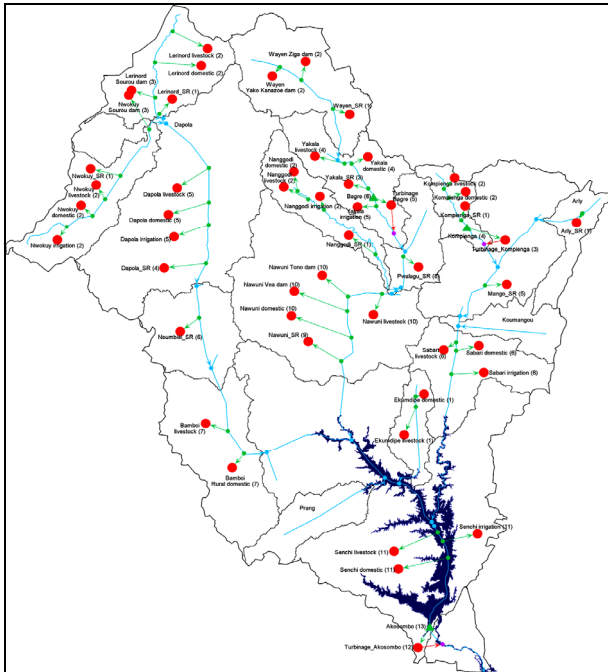 Lerinord livestock (2)
Lerinord domestic (2)
Lerinord
Sourou dam (3)
Lerinord_SR (1)
Nwokuy
Sourou dam (3)
Dapola
Nwokuy_SR (1)
Nwokuy
livestock (2)
Nwokuy
domestic (2)
Nwokuy irrigation (2)
Dapola livestock (5)
Dapola domestic (5)
Dapola irrigation (5)
Dapola_SR (4)
Noumbiel_SR (6)
Bamboi
livestock (7)
Bamboi
Rural domestic (7)
Wayen Ziga dam (2)
Wayen
Yako Kanazoe dam (2)
Wayen_SR (1)
Yakala
livestock (4)
Yakala
domestic (4)
Nanggodi
domestic (2)
Nanggodi
livestock (2)
Yakala_SR (3)
Bagre (6)
Turbinage
Bagre (5)
Nanggodi irrigation (2)
irrigation (5)
Nanggodi_SR (1)
Pwalagu_SR (8)
Kompienga livestock (2)
Kompienga domestic (2)
Kompienga_SR (1)
Kompienga (4)
Turbinage_Kompienga (3)
Arly
Arly_SR (1)
Mango_SR (5)
Koumangou
Nawuni Tono dam (10)
Nawuni Vea dam (10)
Nawuni domestic (10)
Nawuni_SR (9)
Nawuni livestock (10)
Sabari
livestock (6)
Sabari domestic (6)
Sabari irrigation (6)
Ekumdipe domestic (1)
Ekumdipe livestock (1)
Prang
Senchi irrigation (11)
Senchi livestock (11)
Senchi domestic (11)
Akosombo (13)
Turbinage_Akosombo (12)